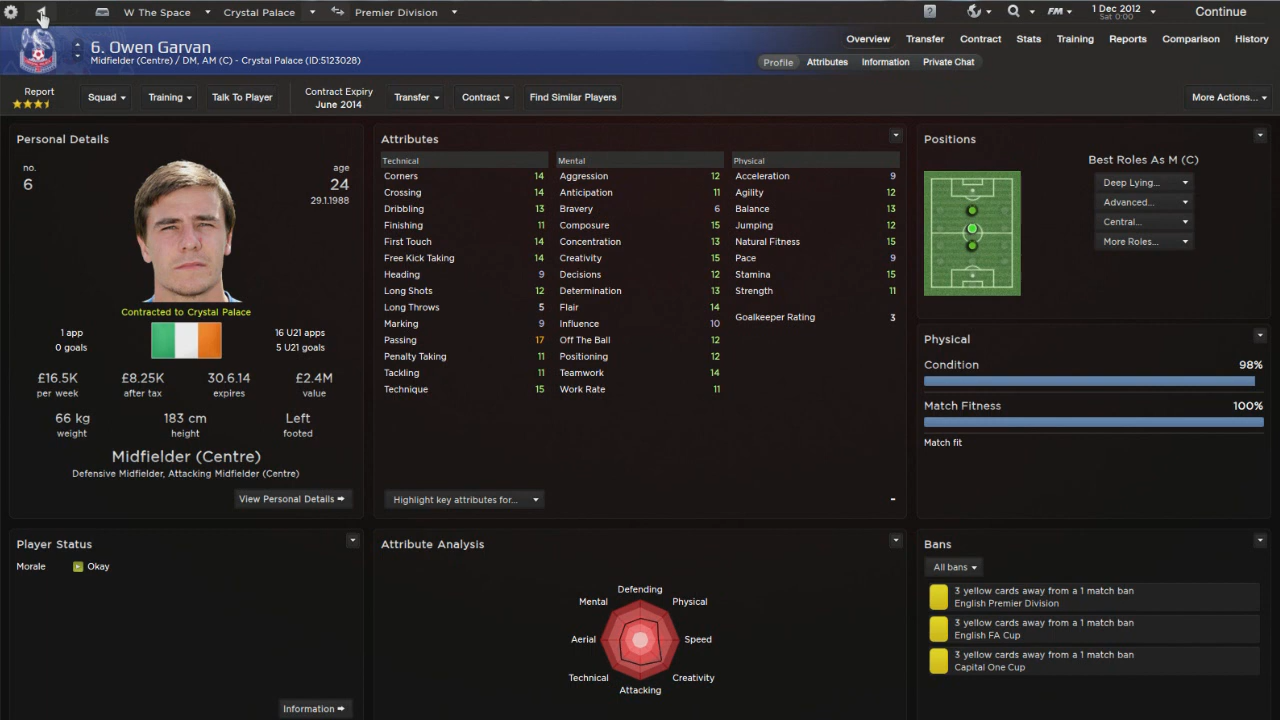 W The Space
Crystal Palace
Premier Division
?
FM
1 Dec 2012
Sat 0:00
Continue
6. Owen Garvan
Midfielder (Centre) / DM, AM (C) - Crystal Palace (ID:5123028)
Overview Transfer Contract Stats Training Reports Comparison History
Profile Attributes Information Private Chat
Report
Squad
Training
Talk To Player
Contract Expiry
June 2014
Transfer
Contract
Find Similar Players
More Actions...
Personal Details
no.
6
age
24
29.1.1988
Contracted to Crystal Palace
1 app
0 goals
16 U21 apps
5 U21 goals
£16.5K
per week
£8.25K
after tax
30.6.14
expires
£2.4M
value
66 kg
weight
183 cm
height
Left
footed
Midfielder (Centre)
Defensive Midfielder, Attacking Midfielder (Centre)
View Personal Details
Attributes
Technical
Corners 14
Crossing 14
Dribbling 13
Finishing 11
First Touch 14
Free Kick Taking 14
Heading 9
Long Shots 12
Long Throws 5
Marking 9
Passing 17
Penalty Taking 11
Tackling 11
Technique 15
Mental
Aggression 12
Anticipation 11
Bravery 6
Composure 15
Concentration 13
Creativity 15
Decisions 12
Determination 13
Flair 14
Influence 10
Off The Ball 12
Positioning 12
Teamwork 14
Work Rate 11
Physical
Acceleration 9
Agility 12
Balance 13
Jumping 12
Natural Fitness 15
Pace 9
Stamina 15
Strength 11
Goalkeeper Rating 3
Highlight key attributes for...
-
Positions
Best Roles As M (C)
Deep Lying...
Advanced...
Central...
More Roles...
Physical
Condition 98%
Match Fitness 100%
Match fit
Player Status
Morale Okay
Information
Attribute Analysis
Defending
Physical
Speed
Creativity
Attacking
Technical
Aerial
Mental
Bans
All bans
3 yellow cards away from a 1 match ban
English Premier Division
3 yellow cards away from a 1 match ban
English FA Cup
3 yellow cards away from a 1 match ban
Capital One Cup